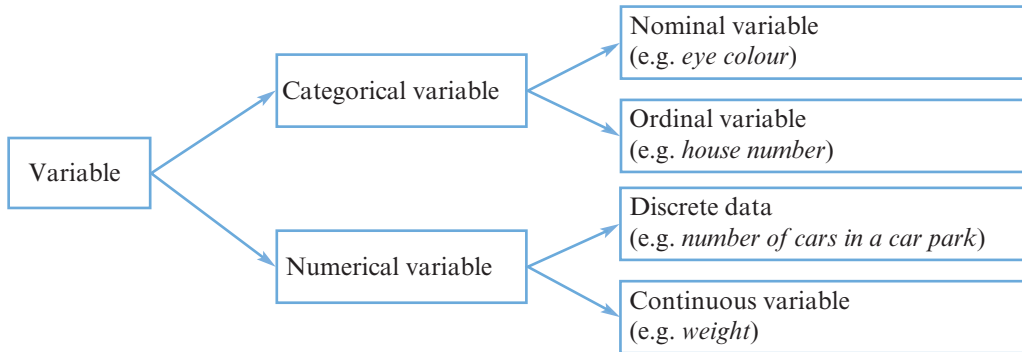 Variable
Categorical variable
Nominal variable
(e.g. eye colour)
Ordinal variable
(e.g. house number)
Numerical variable
Discrete data
(e.g. number of cars in a car park)
Continuous variable
(e.g. weight)